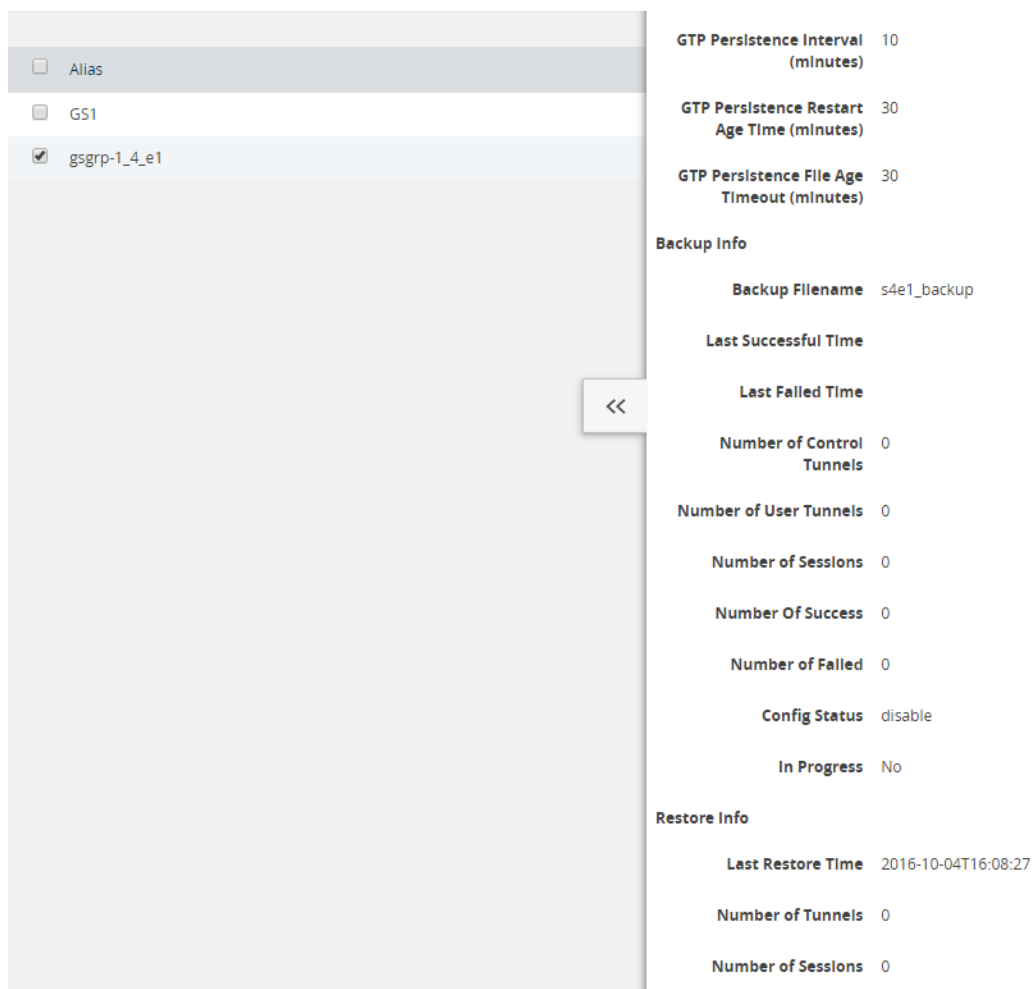 Alias
GS1
gsgrp-1_4_e1
GTP Persistence Interval 10
(minutes)
GTP Persistence Restart 30
Age Time (minutes)
GTP Persistence File Age 30
Timeout (minutes)
Backup Info
Backup Filename s4e1_backup
Last Successful Time
Last Failed Time
Number of Control 0
Tunnels
Number of User Tunnels 0
Number of Sessions 0
Number Of Success 0
Number of Failed 0
Config Status disable
In Progress No
Restore Info
Last Restore Time 2016-10-04T16:08:27
Number of Tunnels 0
Number of Sessions 0